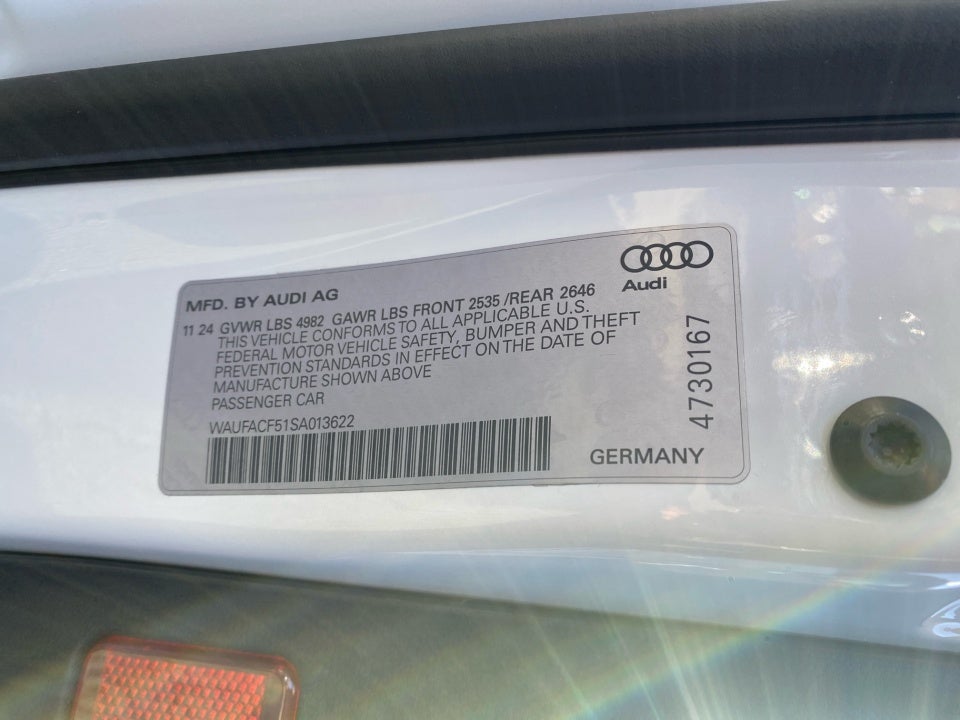 Audi
MFD. BY AUDI AG
11 24 GVWR LBS 4982 GAWR LBS FRONT 2535 /REAR 2646
THIS VEHICLE CONFORMS TO ALL APPLICABLE U.S.
FEDERAL MOTOR VEHICLE SAFETY, BUMPER AND THEFT
PREVENTION STANDARDS IN EFFECT ON THE DATE OF
MANUFACTURE SHOWN ABOVE
PASSENGER CAR
WAUFACF51SA013622
GERMANY
4730167